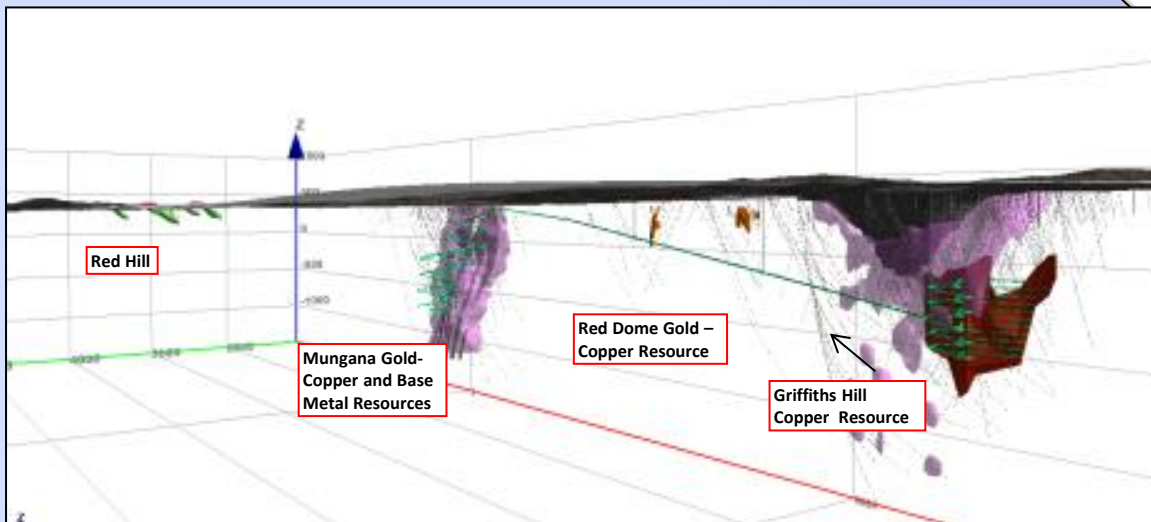 Z
Red Hill
Mungana Gold-
Copper and Base
Metal Resources
Red Dome Gold –
Copper Resource
Griffiths Hill
Copper Resource
Z